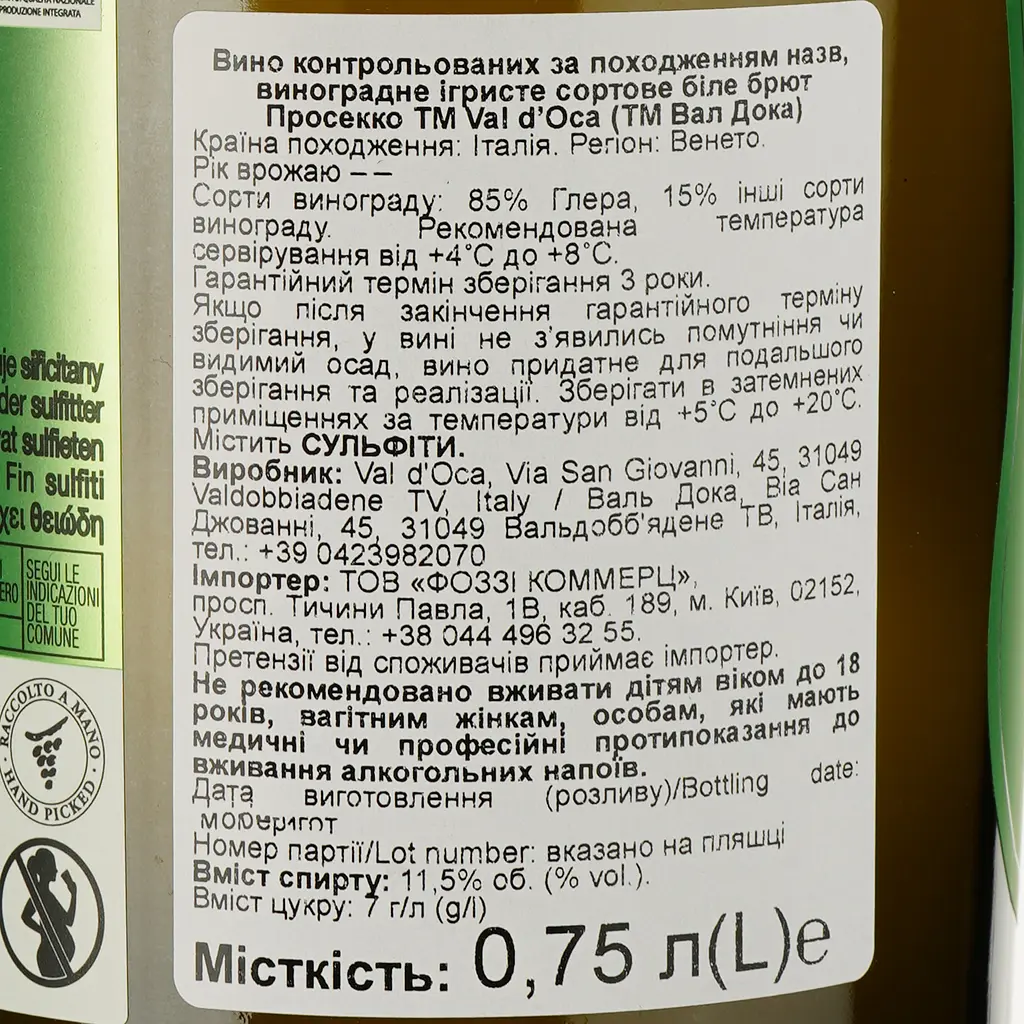 PRODUZIONE INTEGRATA
Вино контрольованих за походженням назв,
виноградне ігристе сортове біле брют
Просекко ТМ Val d'Oca (ТМ Вал Дока)
Країна походження: Італія. Регіон: Венето.
Рік врожаю – –
Сорти винограду: 85% Глера, 15% інші сорти
винограду. Рекомендована температура
сервірування від +4°C до +8°C.
Гарантійний термін зберігання 3 роки.
Якщо після закінчення гарантійного терміну
зберігання, у вині не з'явились помутніння чи
видимий осад, вино придатне для подальшого
зберігання та реалізації. Зберігати в затемнених
приміщеннях за температури від +5°C до +20°C.
Містить СУЛЬФІТИ.
Виробник: Val d'Oca, Via San Giovanni, 45, 31049
Valdobbiadene TV, Italy / Валь Дока, Віа Сан
Джованні, 45, 31049 Вальдобб'ядене ТВ, Італія,
тел.: +39 0423982070
Імпортер: ТОВ «ФОЗЗІ КОММЕРЦ»,
просп. Тичини Павла, 1В, каб. 189, м. Київ, 02152,
Україна, тел.: +38 044 496 32 55.
Претензії від споживачів приймає імпортер.
Не рекомендовано вживати дітям віком до 18
років, вагітним жінкам, особам, які мають
медичні чи професійні протипоказання до
вживання алкогольних напоїв.
Дата виготовлення (розливу)/Bottling date:
Номер партії/Lot number: вказано на пляшці
Вміст спирту: 11,5% об. (% vol.).
Вміст цукру: 7 г/л (g/l)
Місткість: 0,75 л(L)e
sificitany
der sulfitter
sulfieten
Fin sulfiti
θειώδη
SEGUI LE
INDICAZIONI
DEL TUO
COMUNE
RACCOLTO A MANO
HAND PICKED